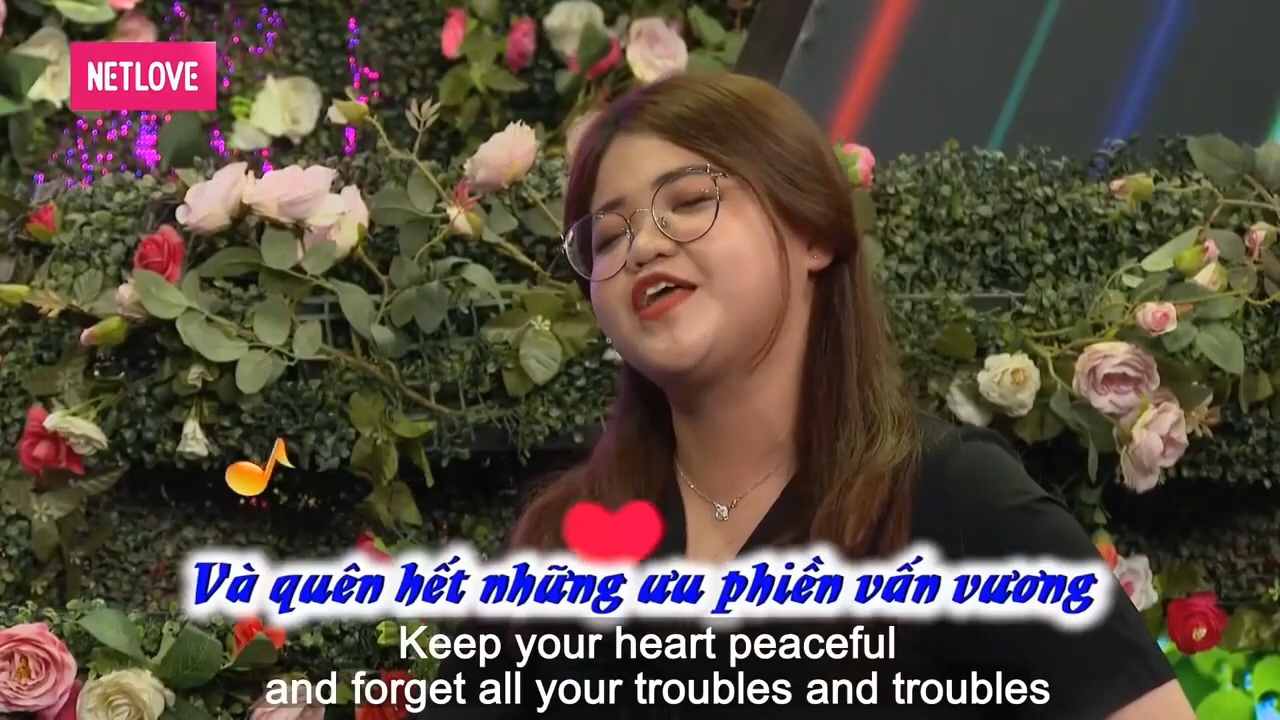 NETLOVE
Và quên hết những ưu phiền vấn vương
Keep your heart peaceful
and forget all your troubles and troubles